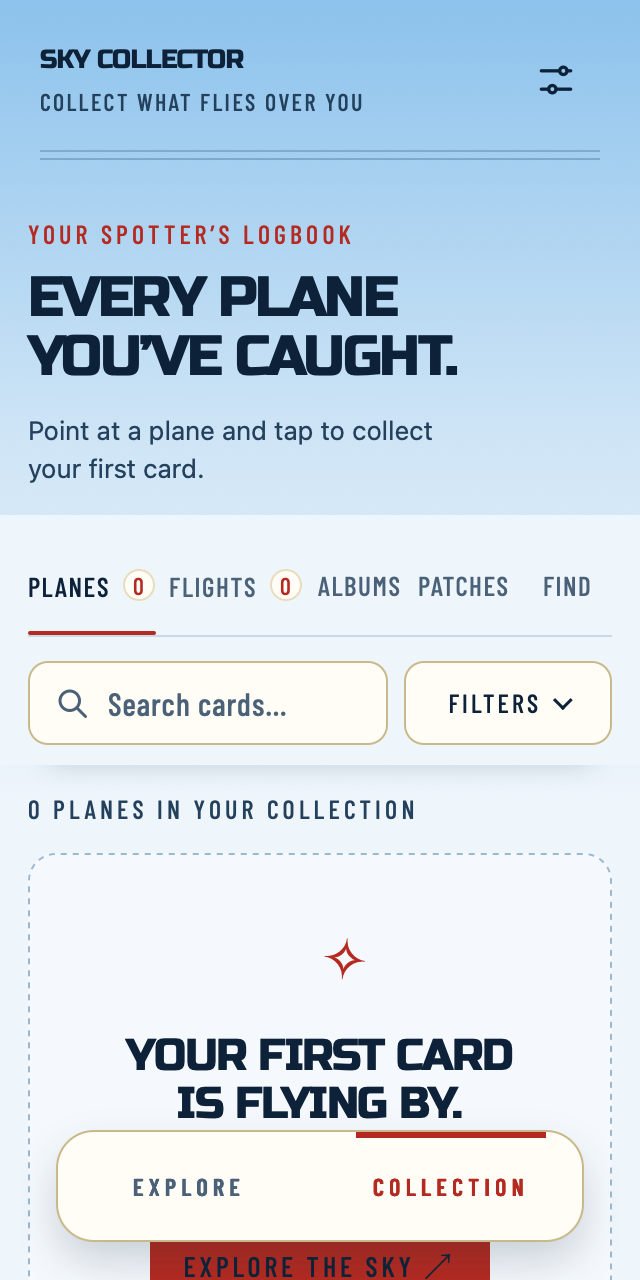 SKY COLLECTOR
COLLECT WHAT FLIES OVER YOU
YOUR SPOTTER’S LOGBOOK
EVERY PLANE
YOU’VE CAUGHT.
Point at a plane and tap to collect
your first card.
PLANES 0 FLIGHTS 0 ALBUMS PATCHES FIND
Search cards... FILTERS
0 PLANES IN YOUR COLLECTION
YOUR FIRST CARD
IS FLYING BY.
EXPLORE COLLECTION
EXPLORE THE SKY ↗